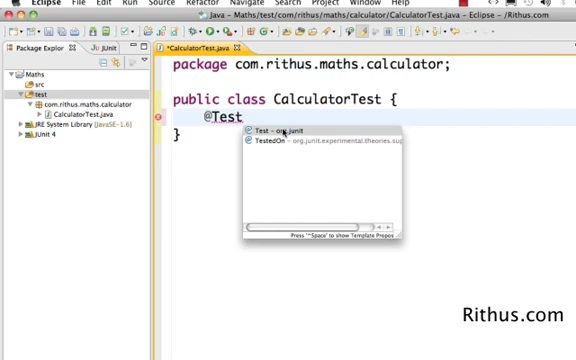 Eclipse File Edit Run Source Navigate Search Project Refactor Window Help
Java - Maths/test/com/rithus/maths/calculator/CalculatorTest.java - Eclipse - /Rithus.com
Package Explor
JUnit
*CalculatorTest.java
Maths
src
test
com.rithus.maths.calculator
CalculatorTest.java
JRE System Library [JavaSE-1.6]
JUnit 4
package com.rithus.maths.calculator;
public class CalculatorTest {
@Test
}
Test - org.junit
TestedOn - org.junit.experimental.theories.sup
Press '^Space' to show Template Propos
Rithus.com